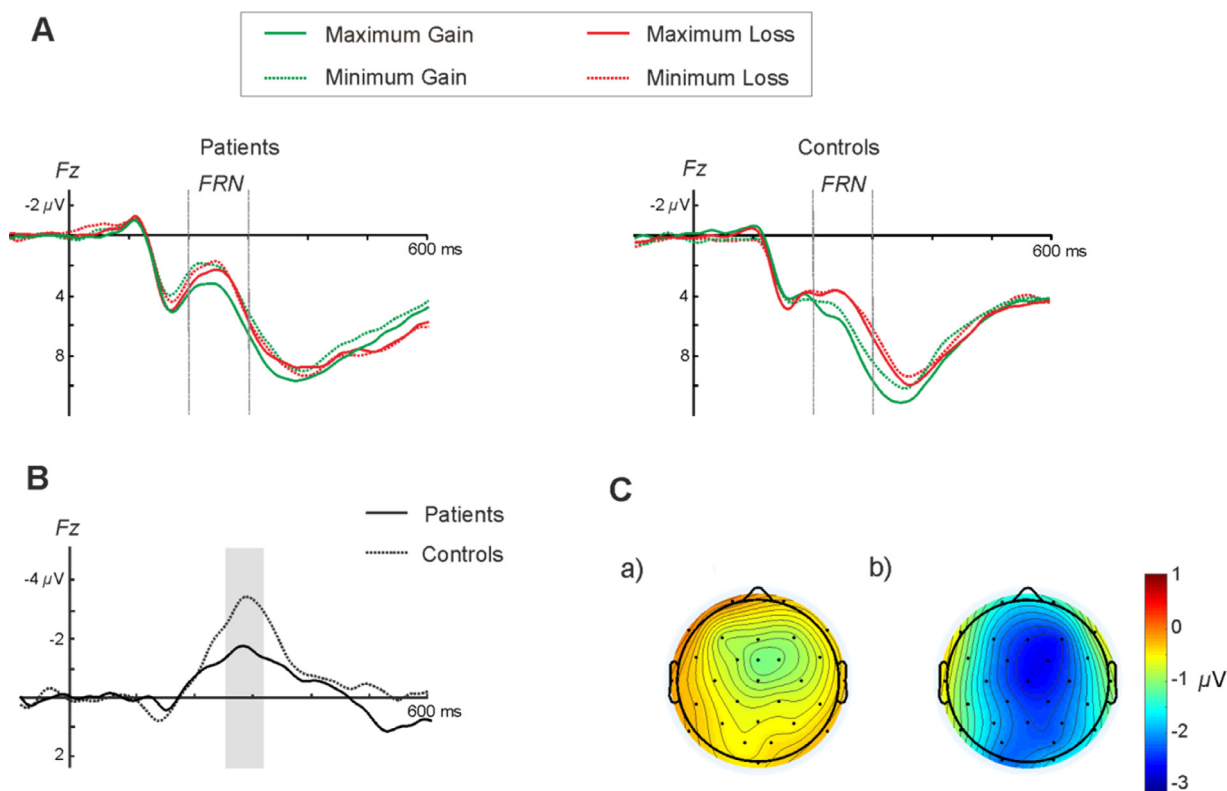 A
Maximum Gain
Maximum Loss
Minimum Gain
Minimum Loss
Patients
Controls
Fz
FRN
Fz
FRN
-2 µV
-2 µV
600 ms
600 ms
4
4
8
8
B
C
Fz
Patients
Controls
-4 µV
a)
b)
1
0
-2
-1
µV
600 ms
-2
2
-3